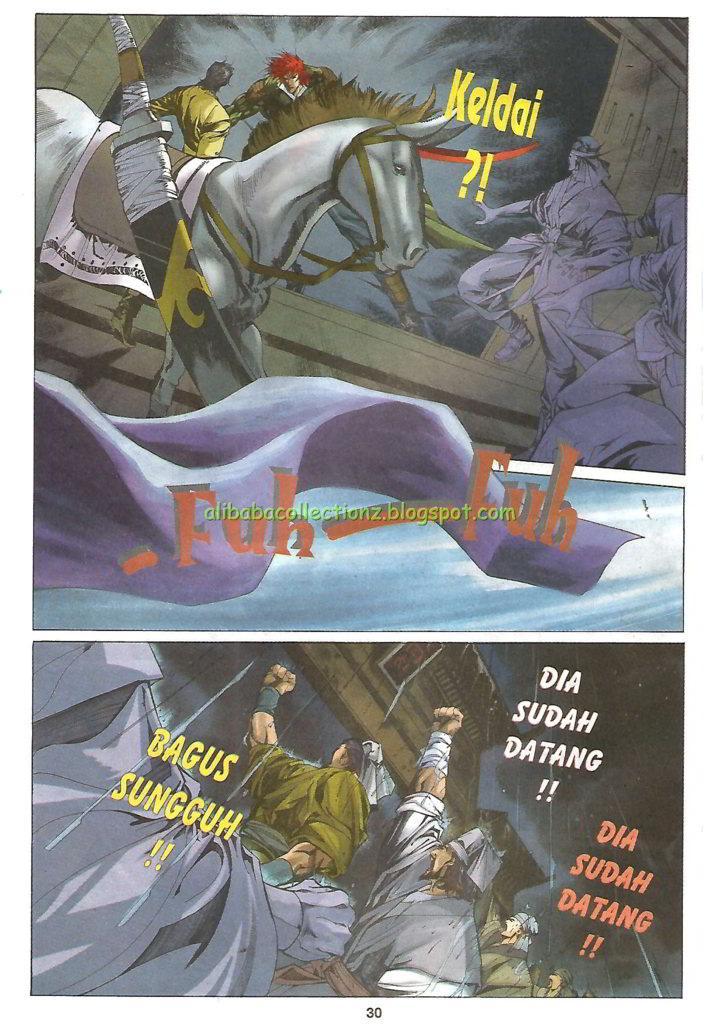 Keldai
?!
Fuh
Fuh
alibabacollectionz.blogspot.com
BAGUS
SUNGGUH
!!
DIA
SUDAH
DATANG
!!
DIA
SUDAH
DATANG
!!
30